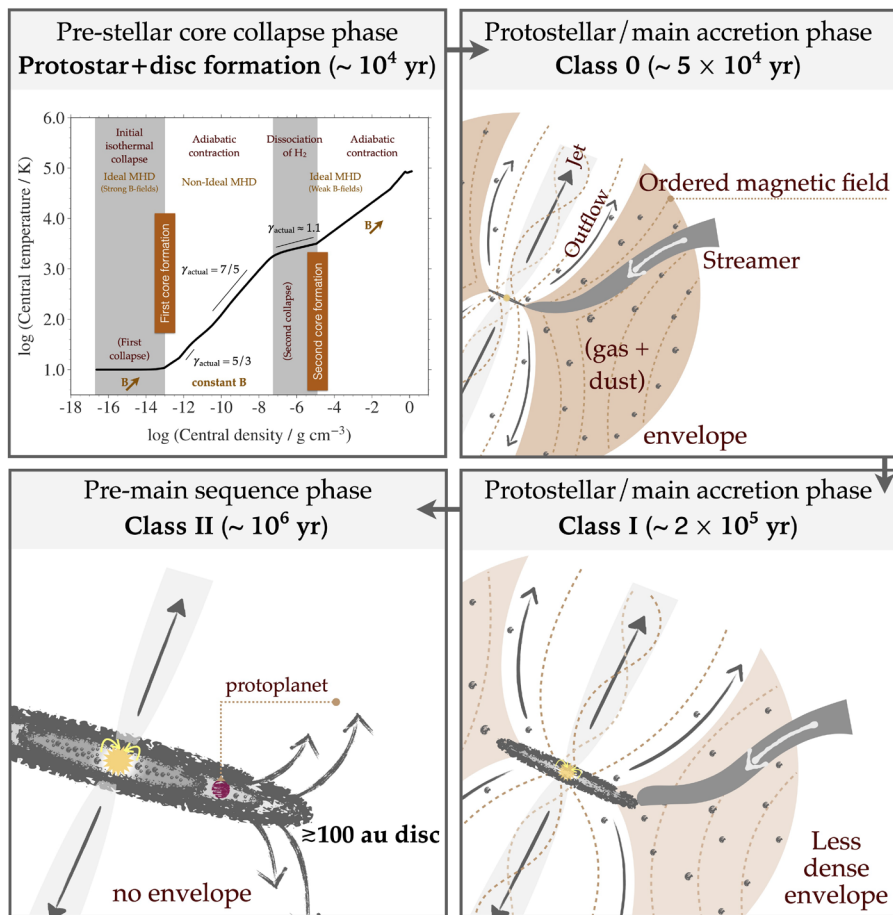 Pre-stellar core collapse phase
Protostar+disc formation (~ 10⁴ yr)
6.0
5.0
4.0
3.0
2.0
1.0
log (Central temperature / K)
Initial
isothermal
collapse
Ideal MHD
(Strong B-fields)
Adiabatic
contraction
Non-Ideal MHD
Dissociation
of H₂
Adiabatic
contraction
Ideal MHD
(Weak B-fields)
γactual ≈ 1.1
B
γactual = 7/5
First core formation
Second core formation
(Second collapse)
(First
collapse)
γactual = 5/3
B
constant B
-18 -16 -14 -12 -10 -8 -6 -4 -2 0
log (Central density / g cm⁻³)
Protostellar/main accretion phase
Class 0 (~ 5 × 10⁴ yr)
Jet
Outflow
Ordered magnetic field
Streamer
(gas +
dust)
envelope
Pre-main sequence phase
Class II (~ 10⁶ yr)
protoplanet
≳100 au disc
no envelope
Protostellar/main accretion phase
Class I (~ 2 × 10⁵ yr)
Less
dense
envelope